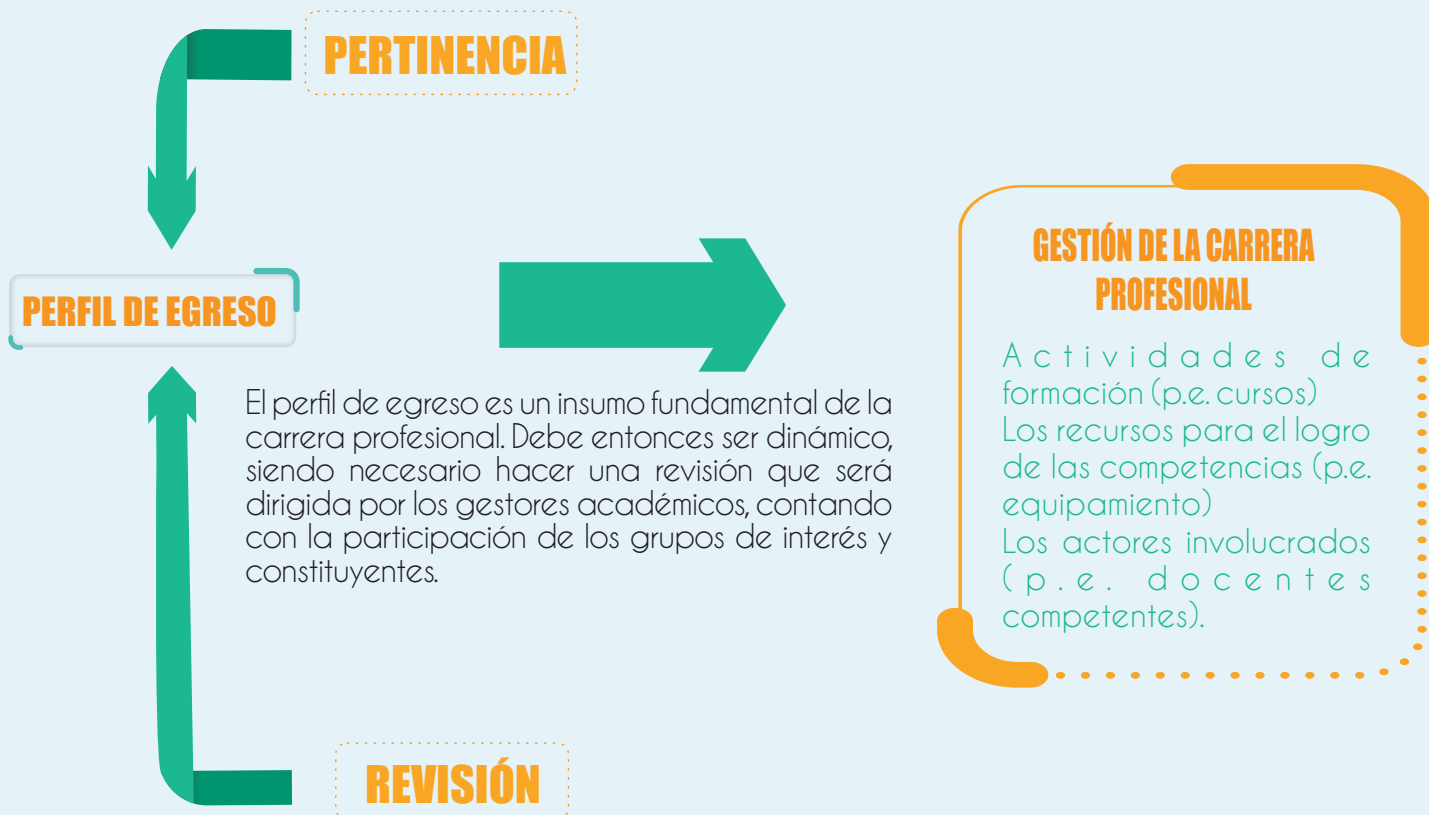 PERTINENCIA
PERFIL DE EGRESO
El perfil de egreso es un insumo fundamental de la
carrera profesional. Debe entonces ser dinámico,
siendo necesario hacer una revisión que será
dirigida por los gestores académicos, contando
con la participación de los grupos de interés y
constituyentes.
REVISIÓN
GESTIÓN DE LA CARRERA
PROFESIONAL
Actividades de
formación (p.e. cursos)
Los recursos para el logro
de las competencias (p.e.
equipamiento)
Los actores involucrados
(p.e. docentes
competentes).